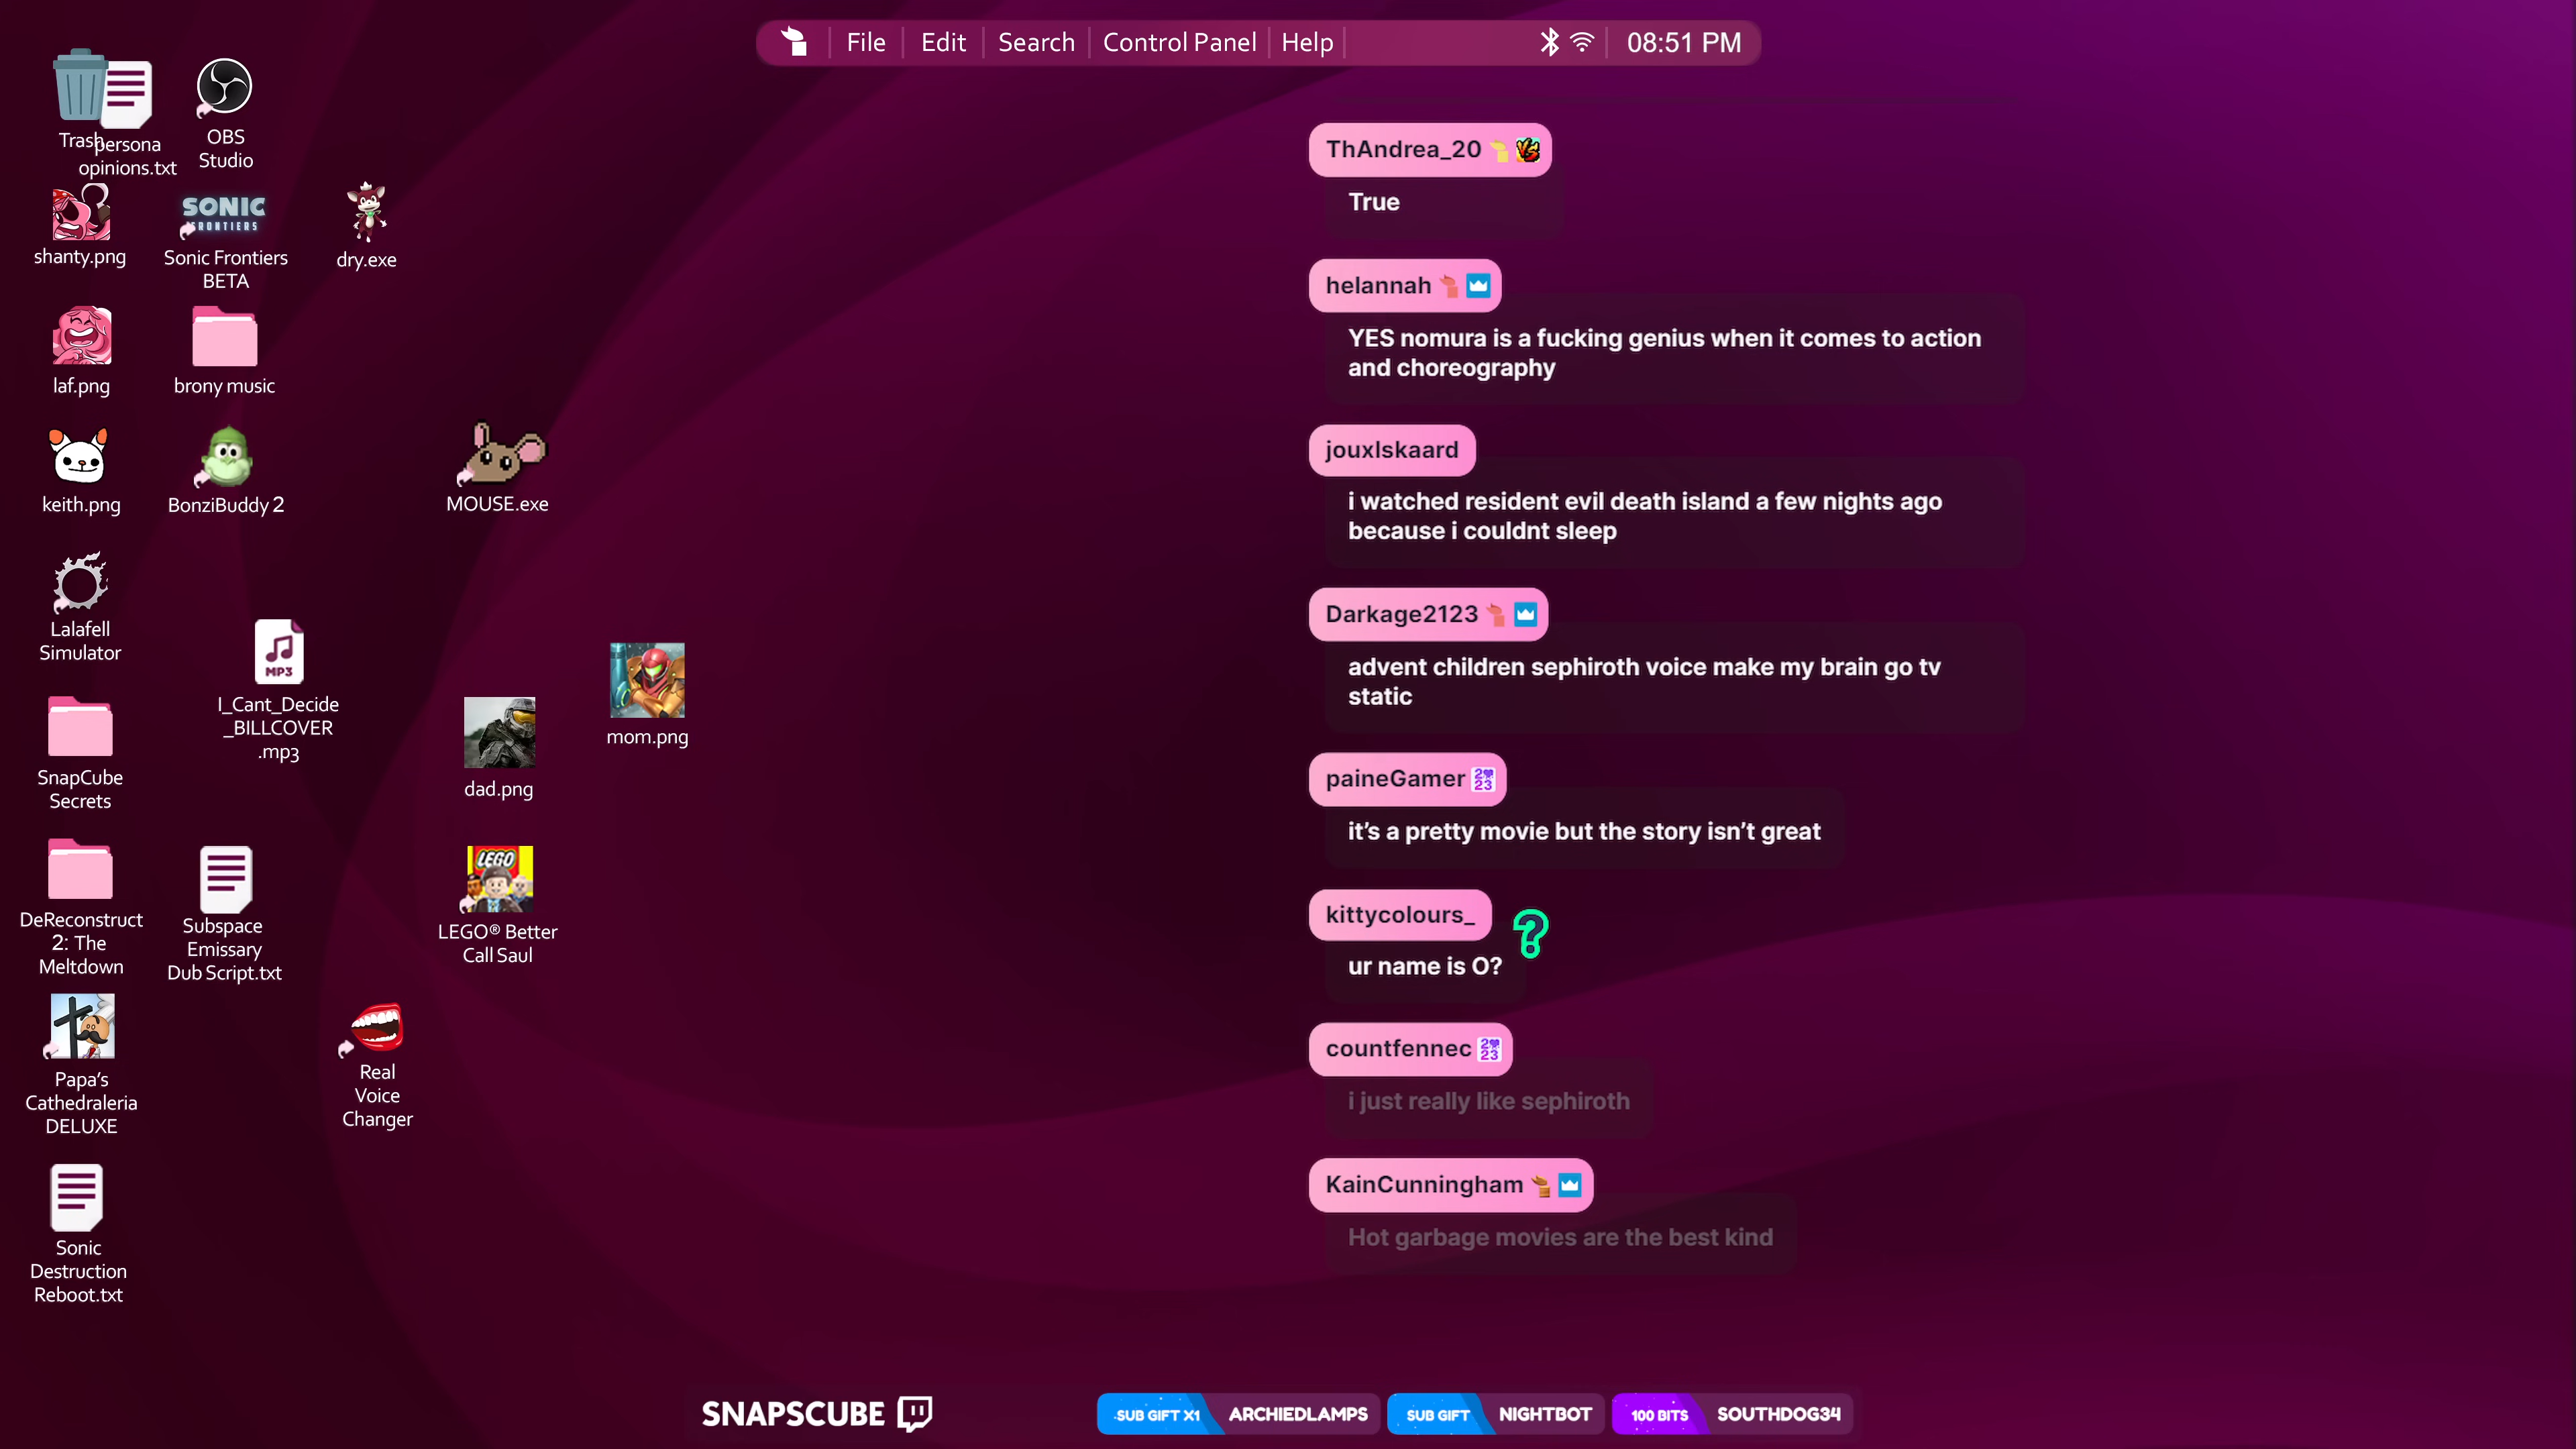 File Edit Search Control Panel Help 08:51 PM
Trash
persona
opinions.txt
OBS
Studio
shanty.png
SONIC
FRONTIERS
Sonic Frontiers
BETA
dry.exe
laf.png
brony music
keith.png
BonziBuddy 2
MOUSE.exe
Lalafell
Simulator
MP3
I_Cant_Decide
_BILLCOVER
.mp3
mom.png
dad.png
SnapCube
Secrets
DeReconstruct
2: The
Meltdown
Subspace
Emissary
Dub Script.txt
LEGO
LEGO® Better
Call Saul
Papa's
Cathedraleria
DELUXE
Real
Voice
Changer
Sonic
Destruction
Reboot.txt
ThAndrea_20 VS
True
helannah
YES nomura is a fucking genius when it comes to action
and choreography
jouxlskaard
i watched resident evil death island a few nights ago
because i couldnt sleep
Darkage2123
advent children sephiroth voice make my brain go tv
static
paineGamer 2023
it’s a pretty movie but the story isn’t great
kittycolours_ ?
ur name is O?
countfennec 2023
i just really like sephiroth
KainCunningham
Hot garbage movies are the best kind
SNAPSCUBE
SUB GIFT X1 ARCHIEDLAMPS
SUB GIFT NIGHTBOT
100 BITS SOUTHDOG34